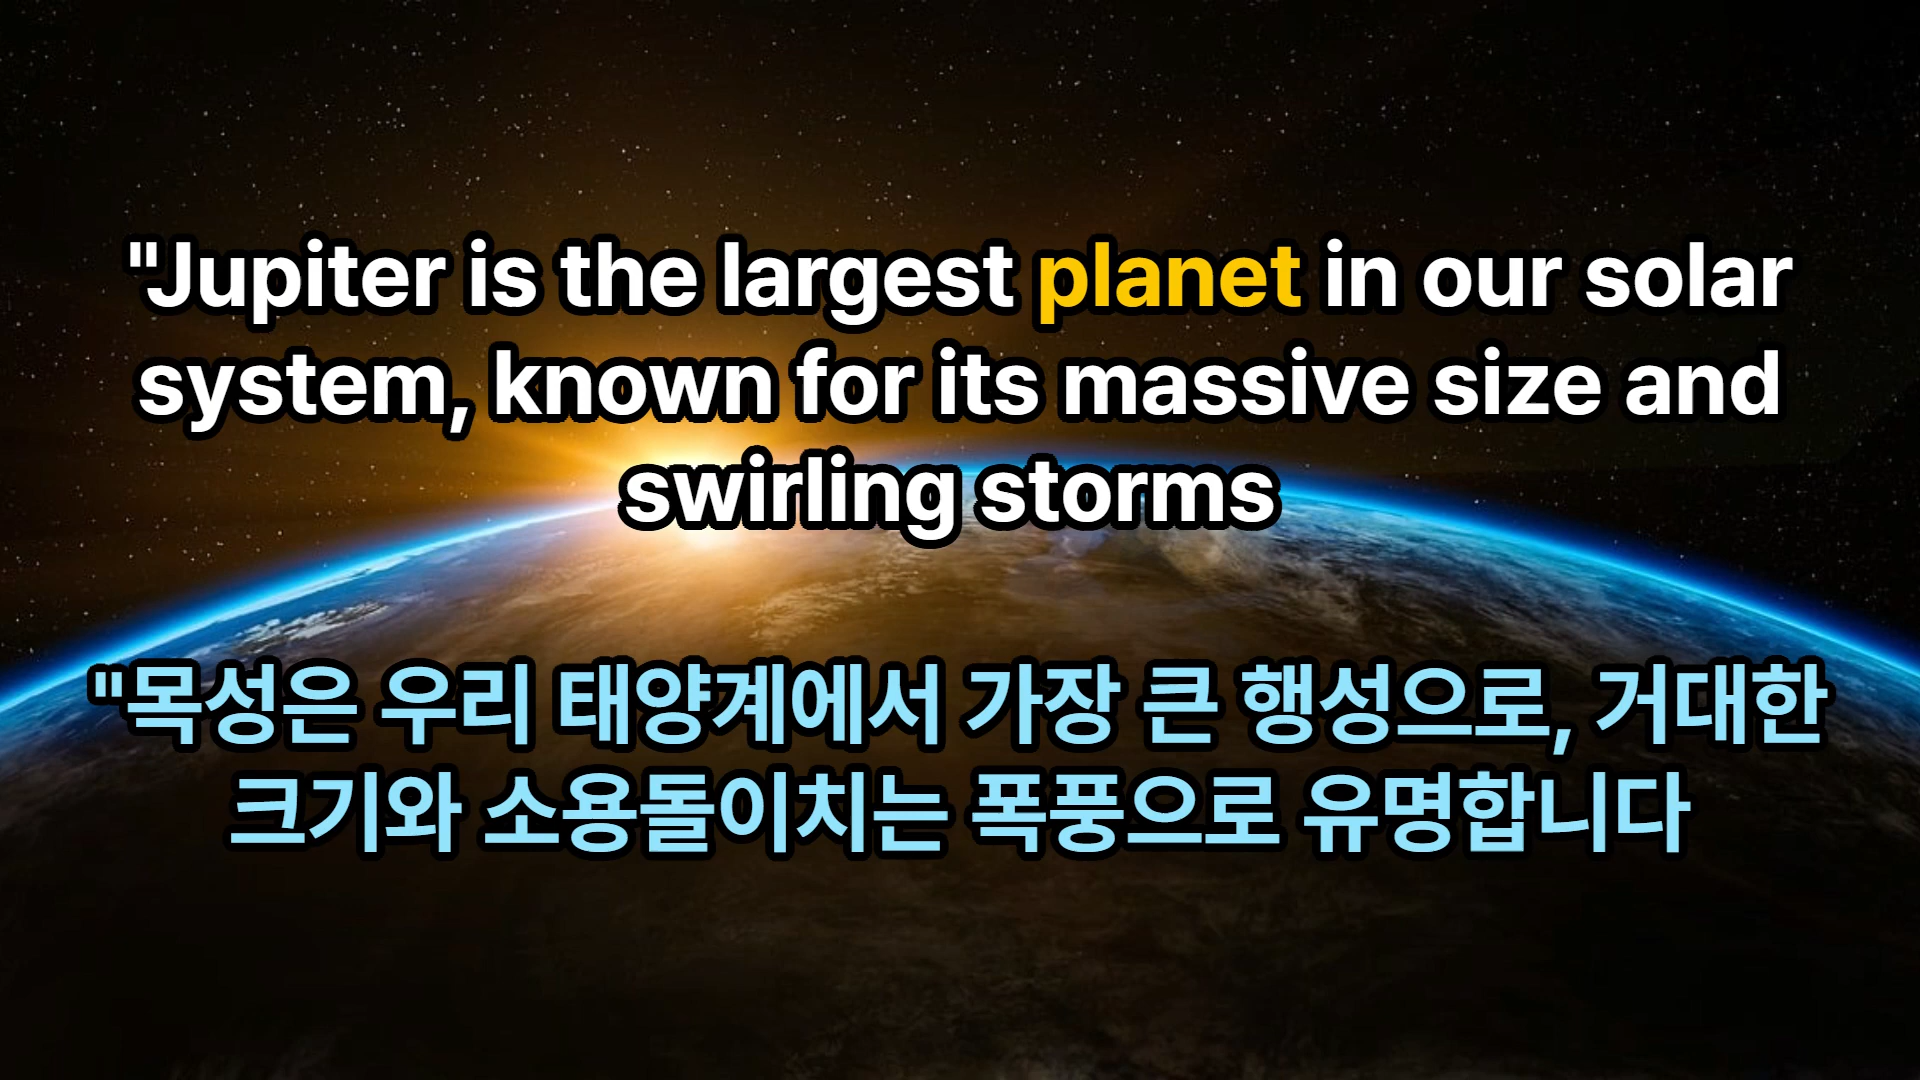 "Jupiter is the largest planet in our solar
system, known for its massive size and
swirling storms
"목성은 우리 태양계에서 가장 큰 행성으로, 거대한
크기와 소용돌이치는 폭풍으로 유명합니다